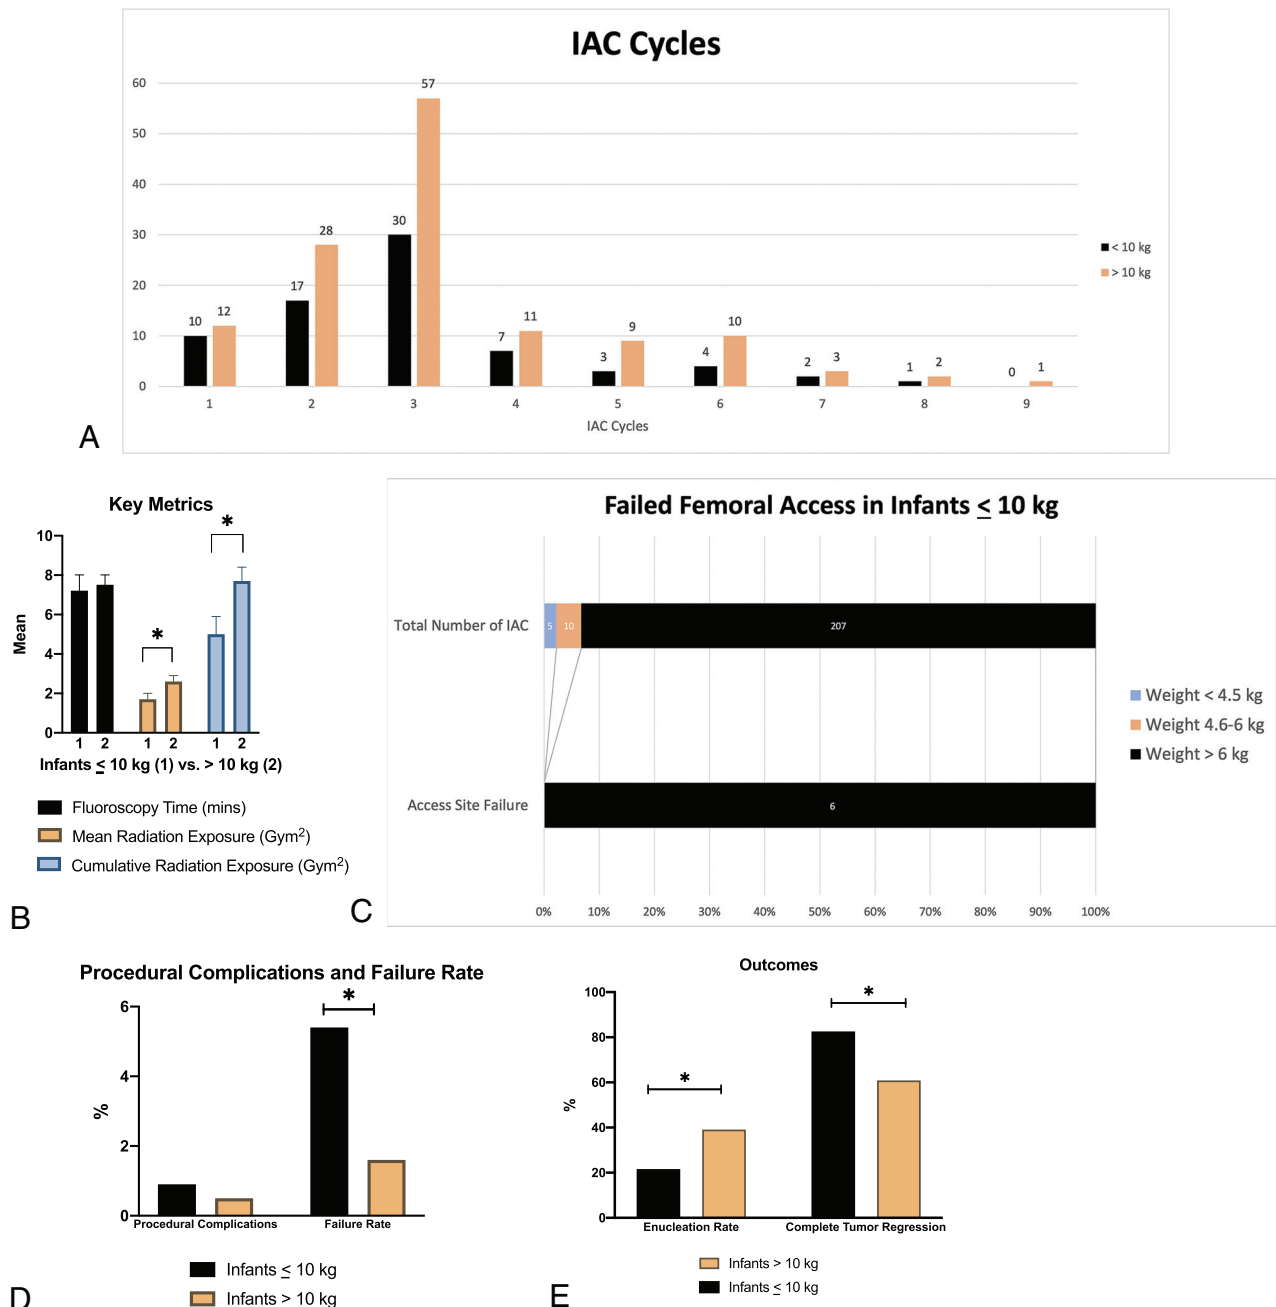 IAC Cycles
60
50
40
30
20
10
0
10 12 17 28 30 57 7 11 3 9 4 10 2 3 1 2 0 1
1 2 3 4 5 6 7 8 9
IAC Cycles
< 10 kg
> 10 kg
A
Key Metrics
*
*
10
8
6
4
2
0
Mean
1 2 1 2 1 2
Infants ≤ 10 kg (1) vs. > 10 kg (2)
Fluoroscopy Time (mins)
Mean Radiation Exposure (Gym²)
Cumulative Radiation Exposure (Gym²)
B
Failed Femoral Access in Infants ≤ 10 kg
Total Number of IAC
5 10 207
Access Site Failure
6
0% 10% 20% 30% 40% 50% 60% 70% 80% 90% 100%
Weight < 4.5 kg
Weight 4.6-6 kg
Weight > 6 kg
C
Procedural Complications and Failure Rate
*
6
4
2
0
%
Procedural Complications Failure Rate
Infants ≤ 10 kg
Infants > 10 kg
D
Outcomes
*
*
100
80
60
40
20
0
%
Enucleation Rate Complete Tumor Regression
Infants > 10 kg
Infants ≤ 10 kg
E